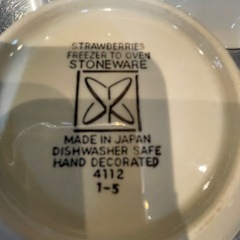 STRAWBERRIES
FREEZER TO OVEN
STONEWARE
MADE IN JAPAN
DISHWASHER SAFE
HAND DECORATED
4112
1-5